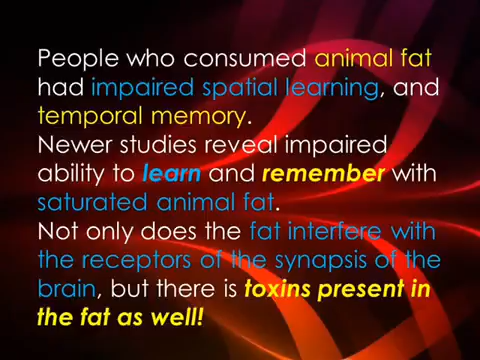 People who consumed animal fat
had impaired spatial learning, and
temporal memory.
Newer studies reveal impaired
ability to learn and remember with
saturated animal fat.
Not only does the fat interfere with
the receptors of the synapsis of the
brain, but there is toxins present in
the fat as well!